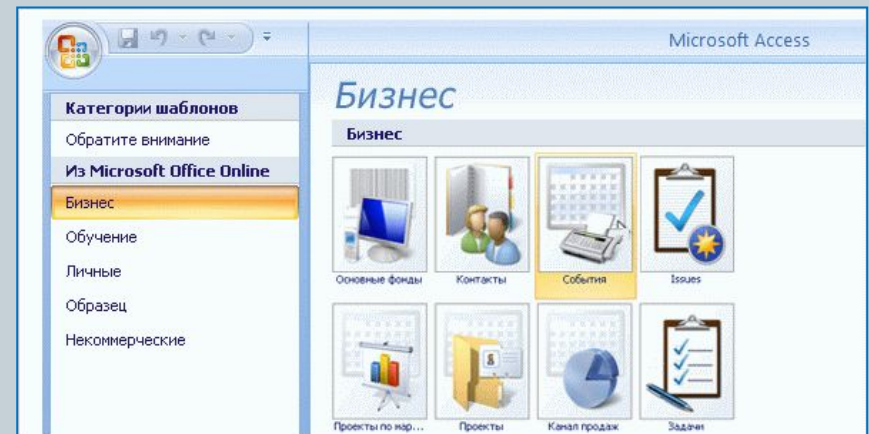 Microsoft Access
Категории шаблонов
Обратите внимание
Из Microsoft Office Online
Бизнес
Обучение
Личные
Образец
Некоммерческие
Бизнес
Бизнес
Основные фонды
Контакты
События
Issues
Проекты по мар...
Проекты
Канал продаж
Задачи